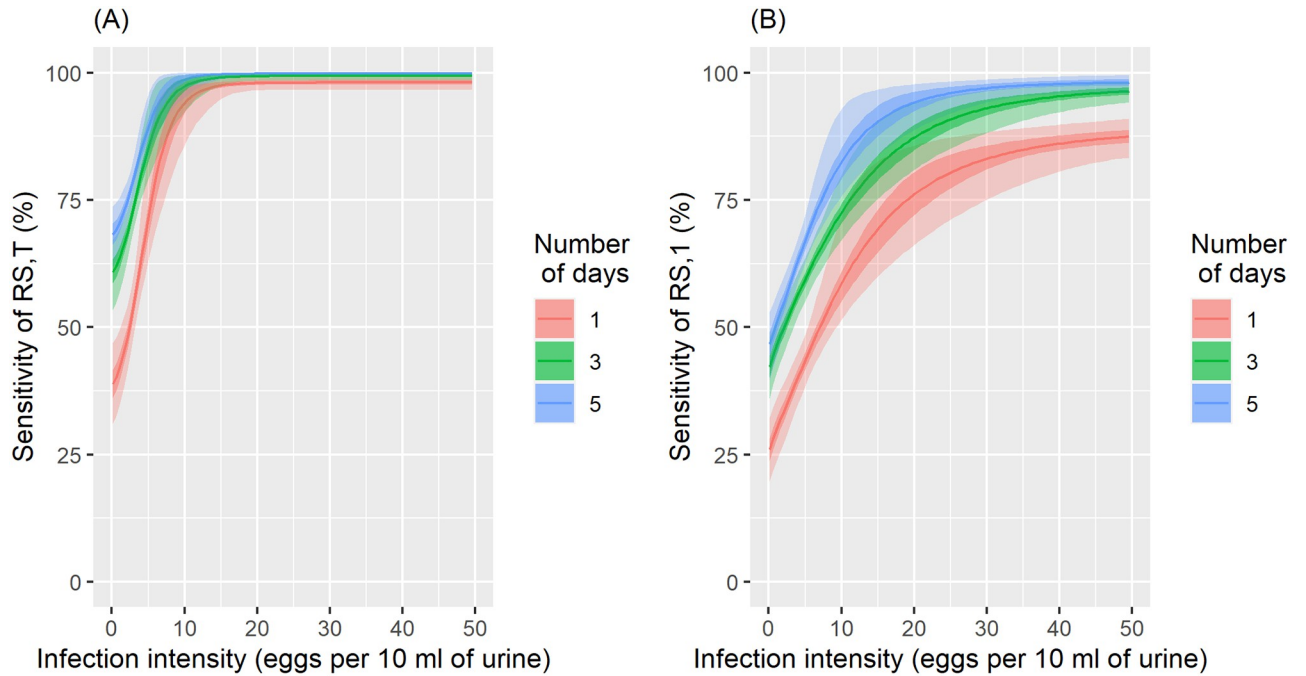 (A)
Sensitivity of RS,T (%)
100
75
50
25
0
0 10 20 30 40 50
Infection intensity (eggs per 10 ml of urine)
Number
of days
1
3
5
(B)
Sensitivity of RS,1 (%)
100
75
50
25
0
0 10 20 30 40 50
Infection intensity (eggs per 10 ml of urine)
Number
of days
1
3
5